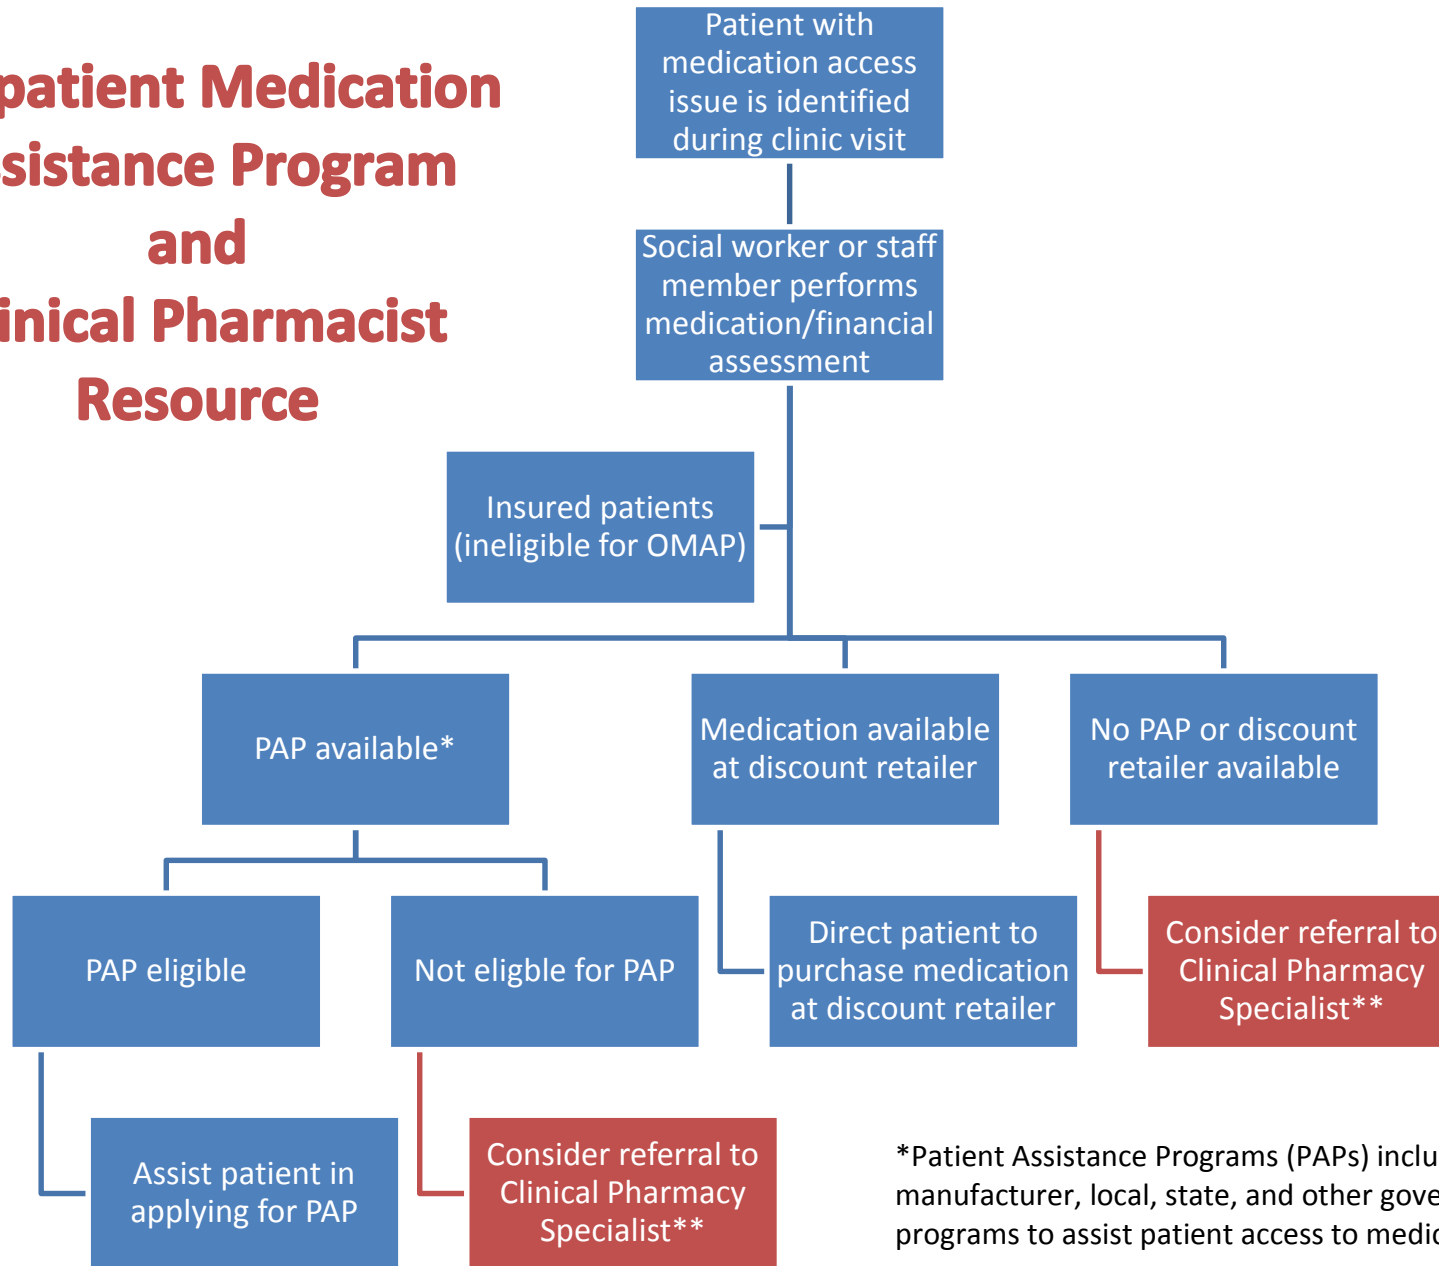 patient Medication
sistance Program
and
inical Pharmacist
Resource
Patient with
medication access
issue is identified
during clinic visit
Social worker or staff
member performs
medication/financial
assessment
Insured patients
(ineligible for OMAP)
PAP available*
Medication available
at discount retailer
No PAP or discount
retailer available
PAP eligible
Not eligble for PAP
Direct patient to
purchase medication
at discount retailer
Consider referral to
Clinical Pharmacy
Specialist**
Assist patient in
applying for PAP
Consider referral to
Clinical Pharmacy
Specialist**
*Patient Assistance Programs (PAPs) inclu
manufacturer, local, state, and other gove
programs to assist patient access to medic